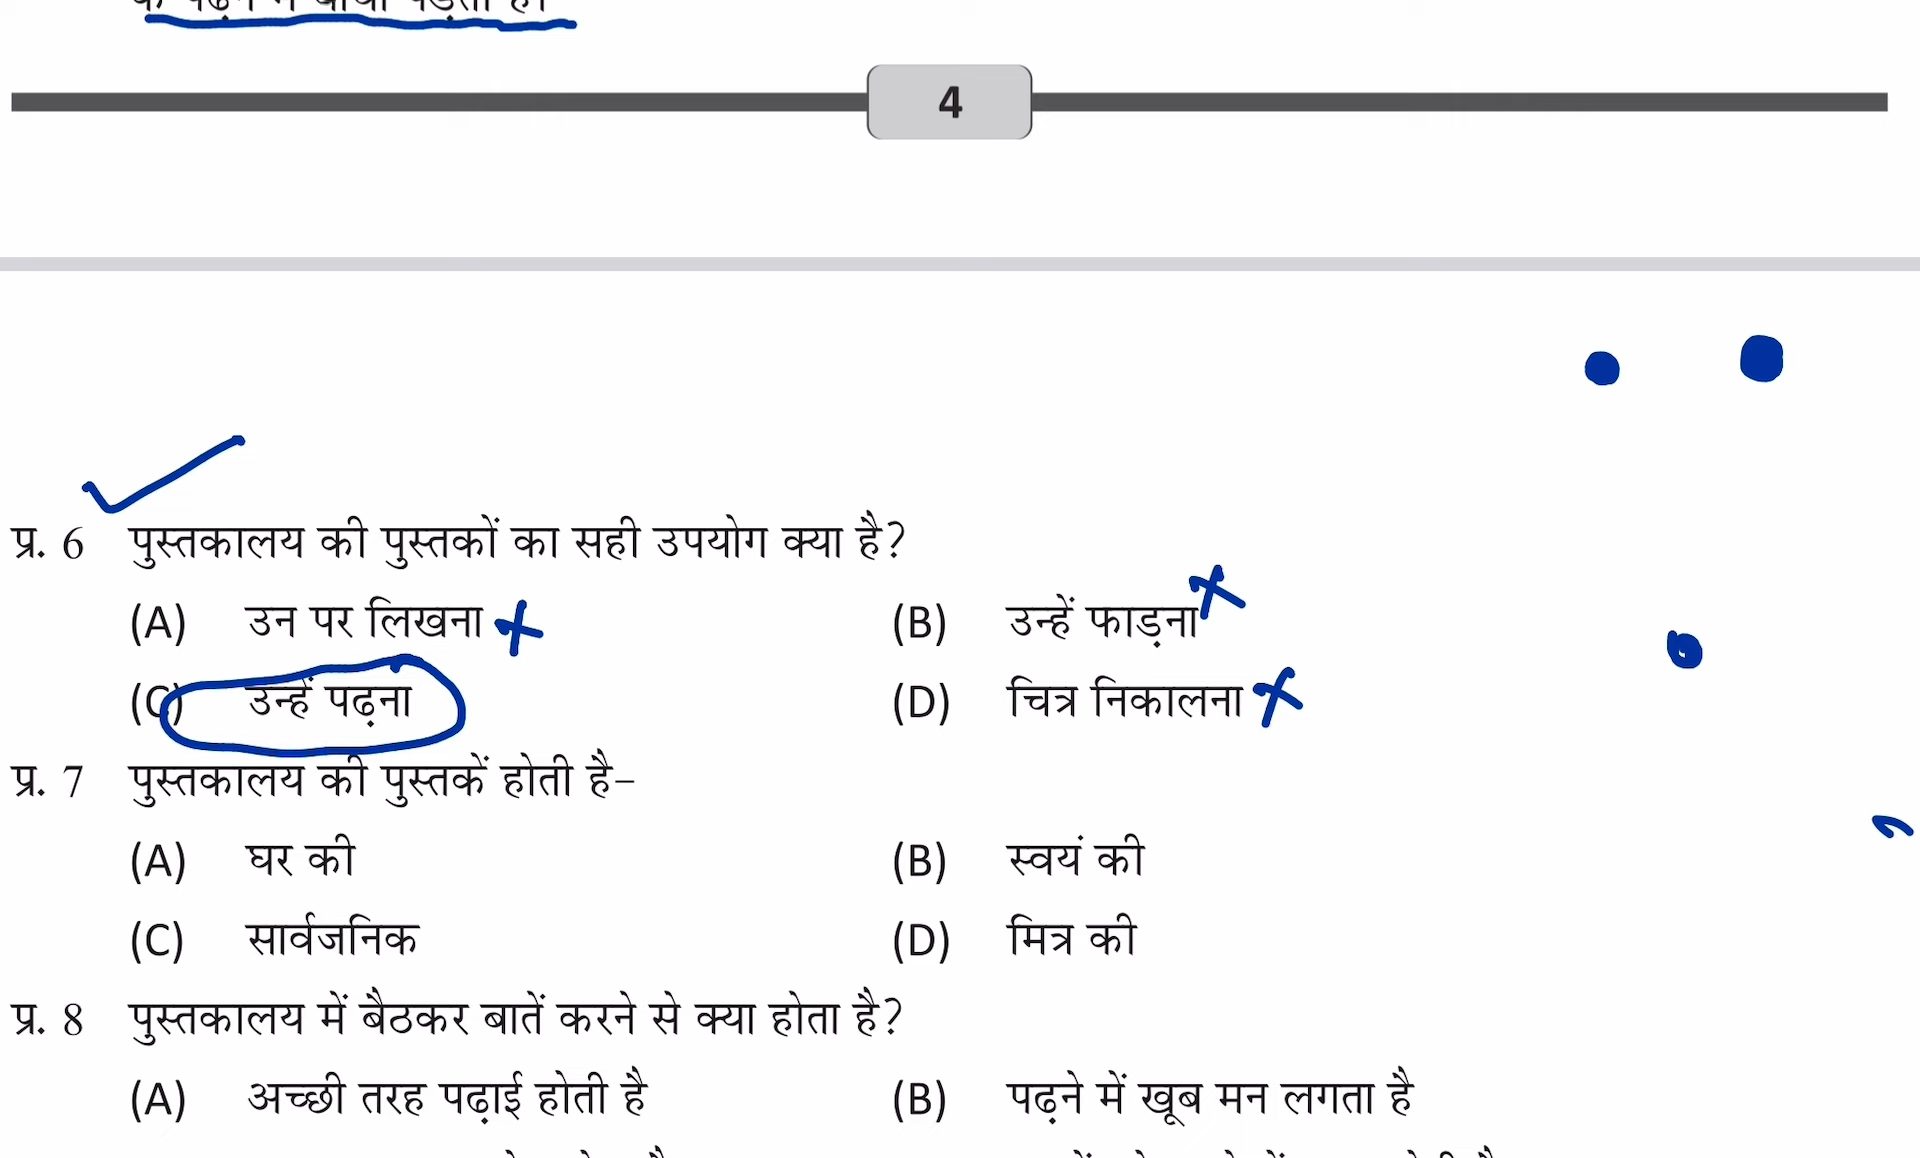 4
प्र. 6 पुस्तकालय की पुस्तकों का सही उपयोग क्या है?
(A) उन पर लिखना (B) उन्हें फाड़ना
(C) उन्हें पढ़ना (D) चित्र निकालना
प्र. 7 पुस्तकालय की पुस्तकें होती है–
(A) घर की (B) स्वयं की
(C) सार्वजनिक (D) मित्र की
प्र. 8 पुस्तकालय में बैठकर बातें करने से क्या होता है?
(A) अच्छी तरह पढ़ाई होती है (B) पढ़ने में खूब मन लगता है